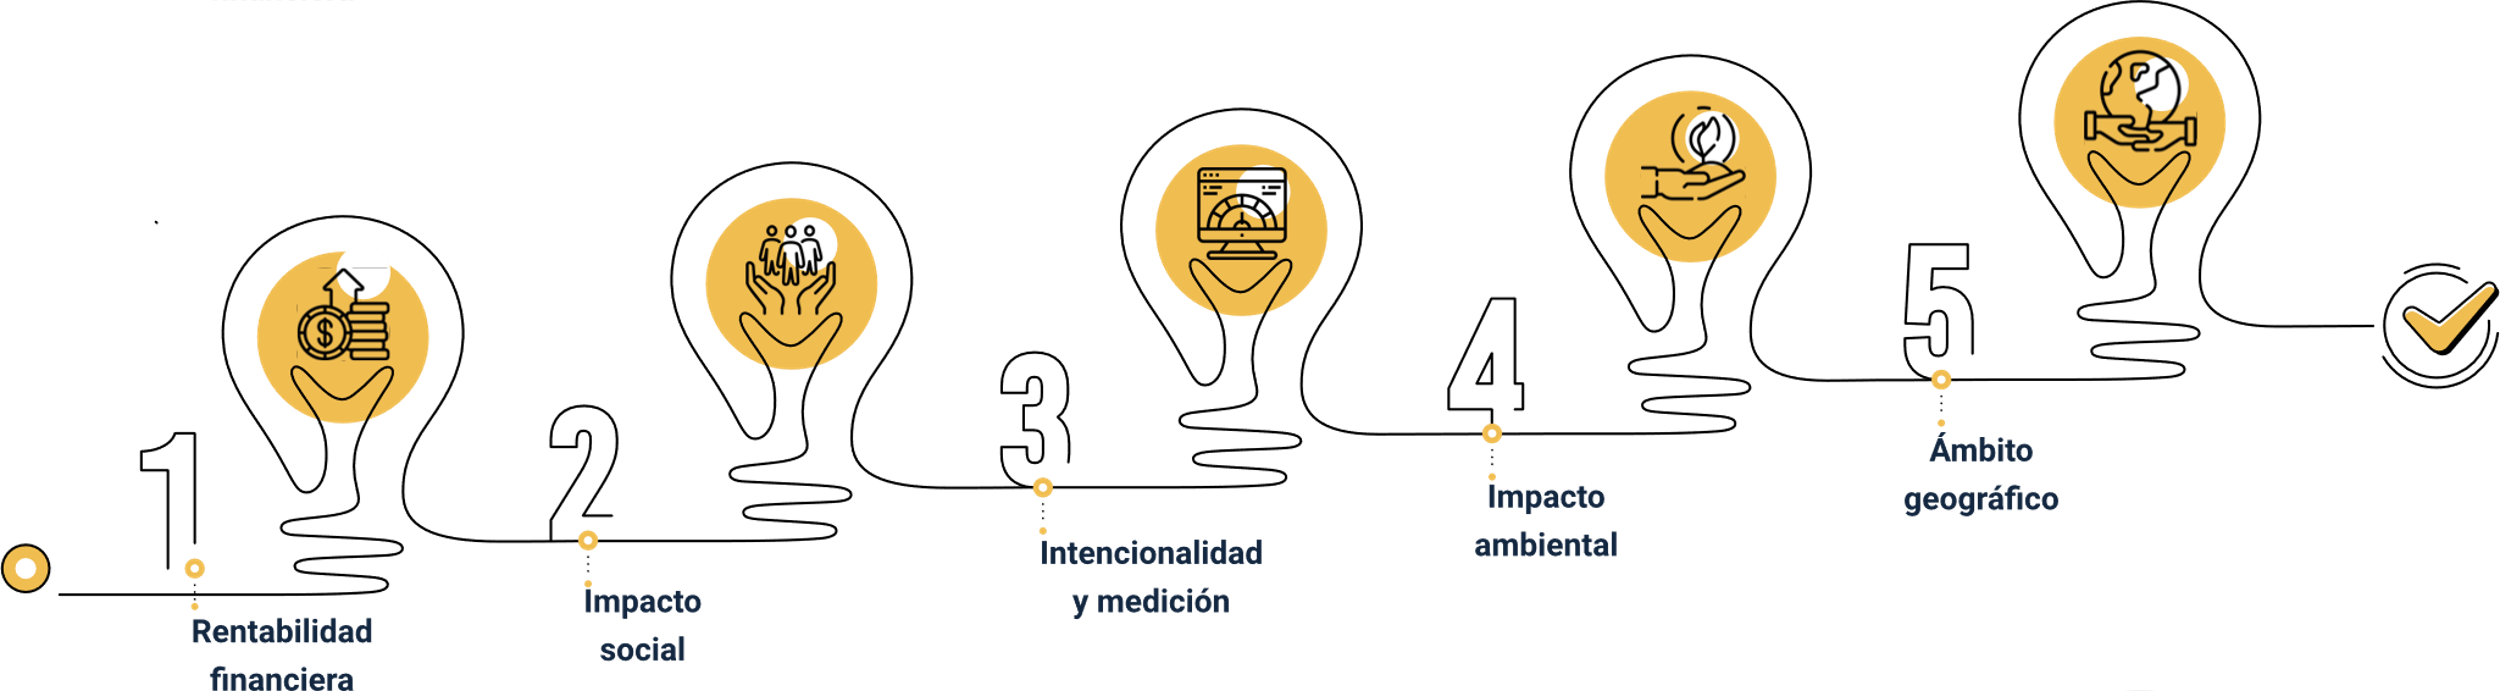 1
Rentabilidad
financiera
2
Impacto
social
3
Intencionalidad
y medición
4
Impacto
ambiental
5
Ámbito
geográfico
$